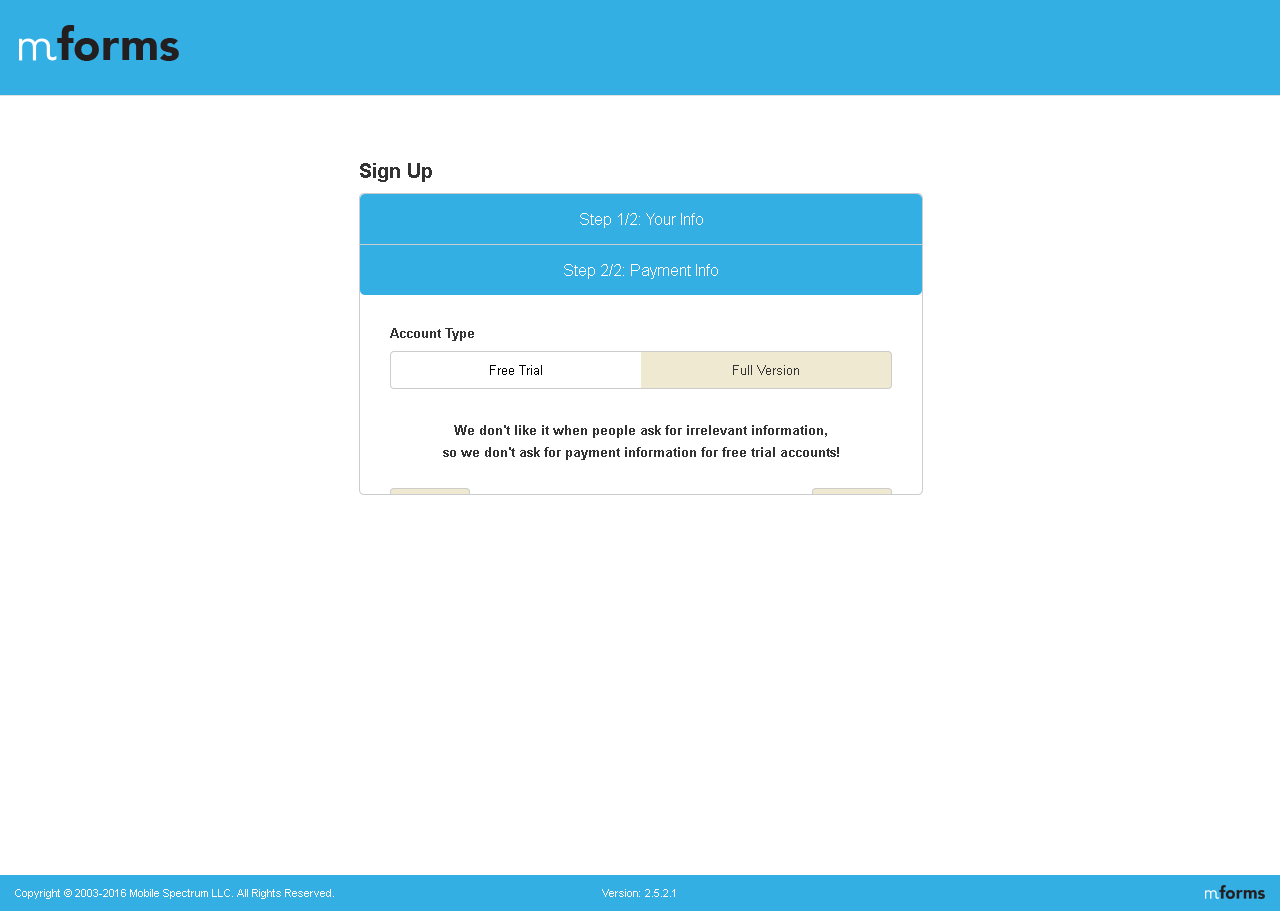 mforms
Sign Up
Step 1/2: Your Info
Step 2/2: Payment Info
Account Type
Free Trial
Full Version
We don't like it when people ask for irrelevant information,
so we don't ask for payment information for free trial accounts!
Copyright © 2003-2016 Mobile Spectrum LLC. All Rights Reserved.
Version: 2.5.2.1
mforms